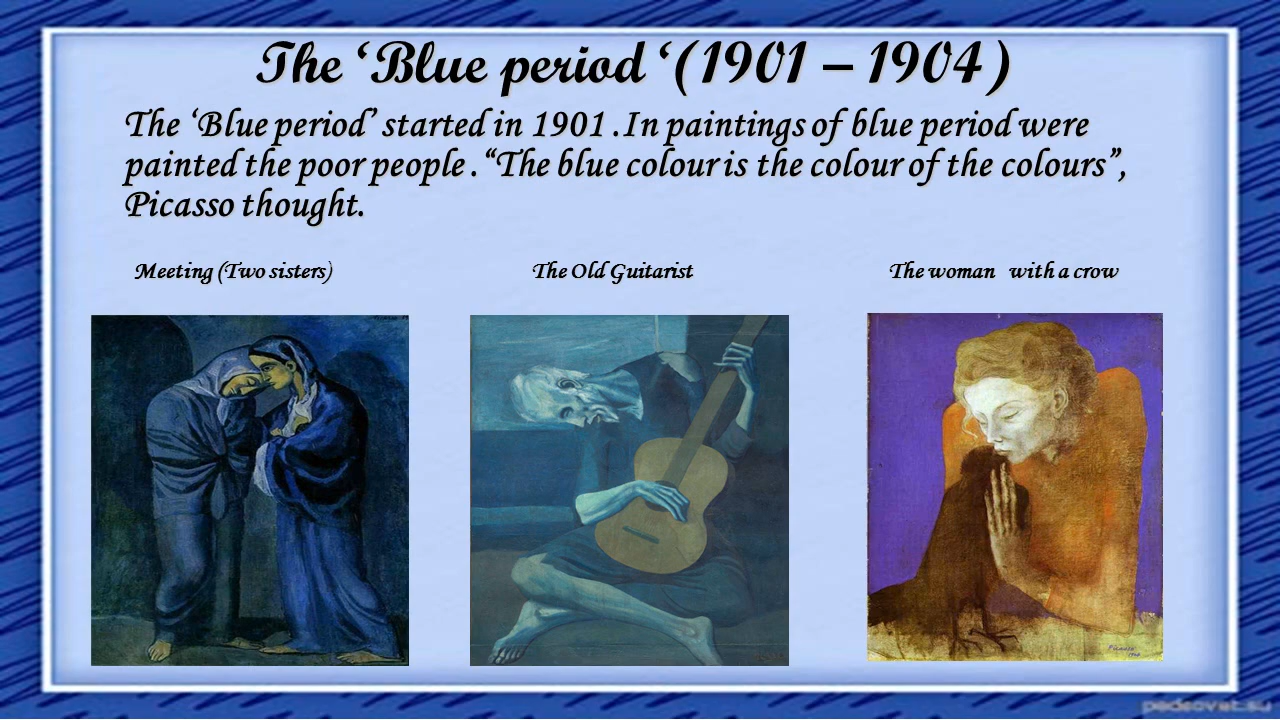 The ‘Blue period ‘(1901 – 1904)
The ‘Blue period’ started in 1901 . In paintings of blue period were
painted the poor people . “The blue colour is the colour of the colours”,
Picasso thought.
Meeting (Two sisters)
The Old Guitarist
The woman with a crow
Picasso
pedsovet.su